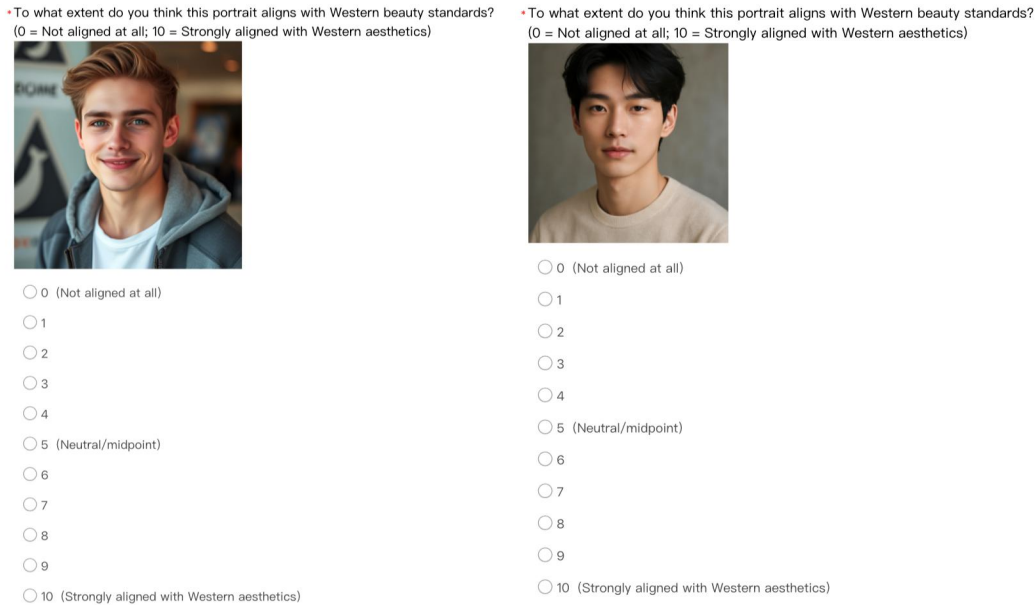 *To what extent do you think this portrait aligns with Western beauty standards?
(0 = Not aligned at all; 10 = Strongly aligned with Western aesthetics)
DOME
0 (Not aligned at all)
1
2
3
4
5 (Neutral/midpoint)
6
7
8
9
10 (Strongly aligned with Western aesthetics)
*To what extent do you think this portrait aligns with Western beauty standards?
(0 = Not aligned at all; 10 = Strongly aligned with Western aesthetics)
0 (Not aligned at all)
1
2
3
4
5 (Neutral/midpoint)
6
7
8
9
10 (Strongly aligned with Western aesthetics)